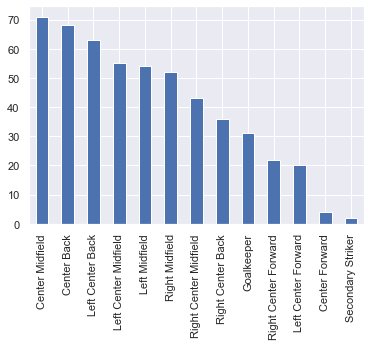 70
60
50
40
30
20
10
0
Center Midfield
Center Back
Left Center Back
Left Center Midfield
Left Midfield
Right Midfield
Right Center Midfield
Right Center Back
Goalkeeper
Right Center Forward
Left Center Forward
Center Forward
Secondary Striker